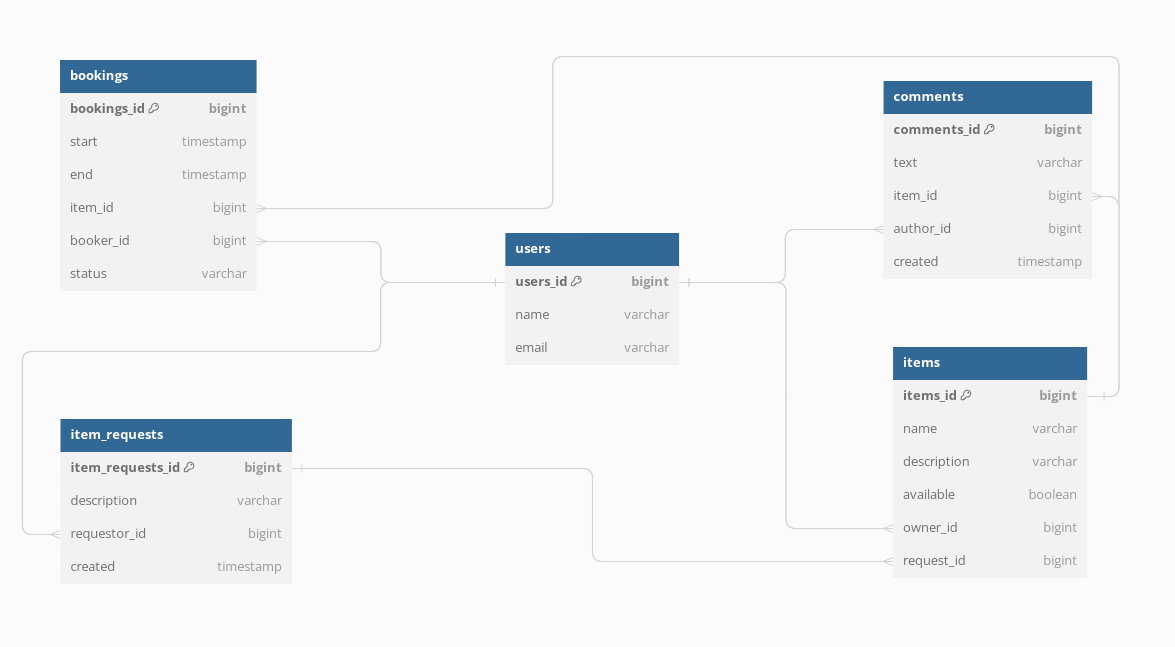 bookings
bookings_id bigint
start timestamp
end timestamp
item_id bigint
booker_id bigint
status varchar
users
users_id bigint
name varchar
email varchar
comments
comments_id bigint
text varchar
item_id bigint
author_id bigint
created timestamp
item_requests
item_requests_id bigint
description varchar
requestor_id bigint
created timestamp
items
items_id bigint
name varchar
description varchar
available boolean
owner_id bigint
request_id bigint